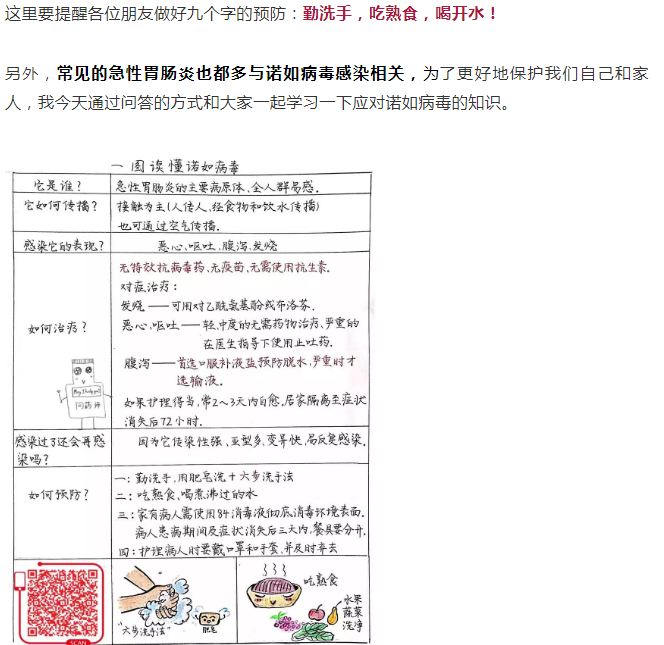 这里要提醒各位朋友做好九个字的预防：勤洗手，吃熟食，喝开水！
另外，常见的急性胃肠炎也都多与诺如病毒感染相关，为了更好地保护我们自己和家
人，我今天通过问答的方式和大家一起学习一下应对诺如病毒的知识。
一图读懂诺如病毒
它是谁？
急性胃肠炎的主要病原体、全人群易感.
它如何传播？
接触为主(人传人、经食物和饮水传播)
也可通过空气传播.
感染它的表现？
恶心、呕吐、腹泻、发烧
如何治疗？
无特效抗病毒药、无疫苗、无需使用抗生素.
对症治疗：
发烧——可用对乙酰氨基酚或布洛芬.
恶心、呕吐——轻、中度的无需药物治疗、严重的
在医生指导下使用止吐药.
腹泻——首选口服补液盐预防脱水,严重时才
选输液.
如果护理得当,常2~3天内自愈.居家隔离至症状
消失后72小时.
问药师
感染过了还会再感
染吗？
因为它传染性强、亚型多、变异快,易反复感染.
如何预防？
一：勤洗手,用肥皂洗+六步洗手法
二：吃熟食、喝煮沸过的水
三：家有病人需使用84消毒液彻底消毒环境表面.
病人患病期间及症状消失后三天内,餐具要分开.
四：护理病人时要戴口罩和手套,并及时弃去
SCAN
"六步洗手法"
肥皂
吃熟食
水果
蔬菜
洗净